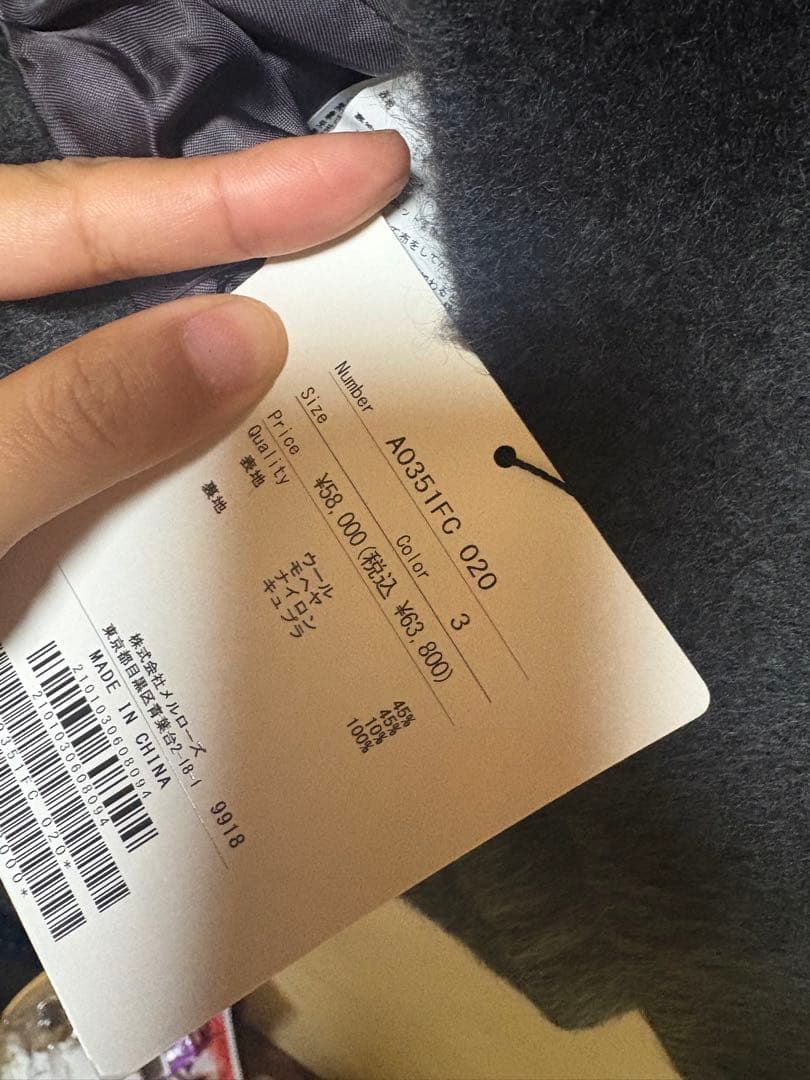 Number A0351FC 020
Size Color 3
Price ¥58,000(税込 ¥63,800)
Quality
表地 ウール 45%
モヘヤ 45%
ナイロン 10%
裏地 キュプラ 100%
株式会社メルローズ
東京都目黒区青葉台2-18-1
MADE IN CHINA 9918
2101030608094
2101030608094